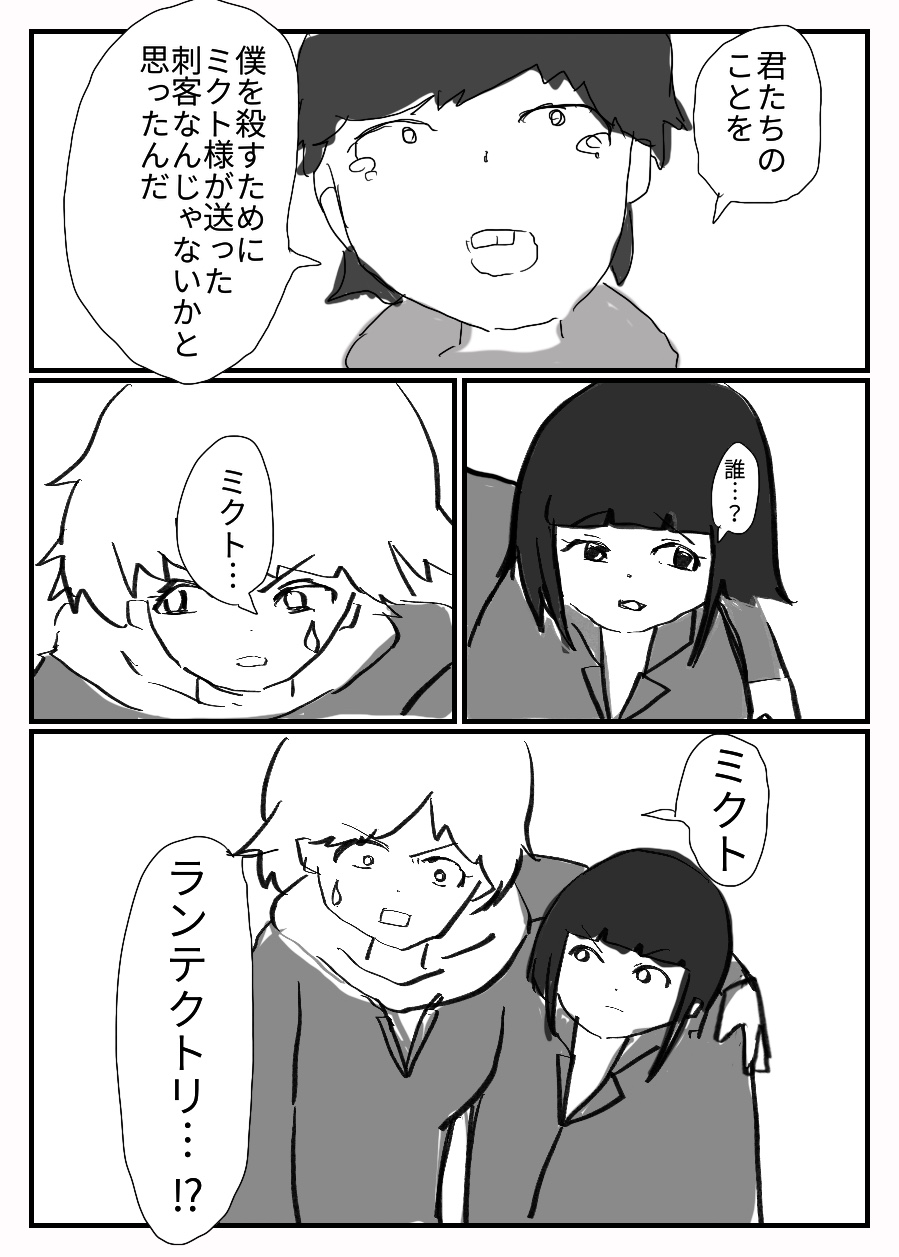 君たちの
ことを
僕を殺すために
ミクト様が送った
刺客なんじゃないかと
思ったんだ
誰…?
ミクト…
ミクト
ランテクトリ…!?